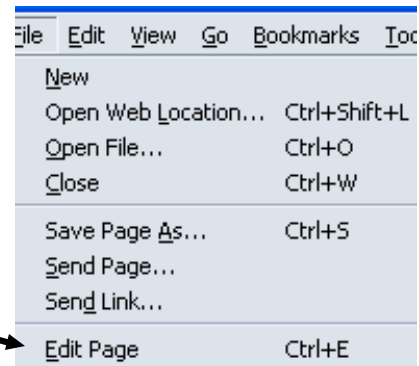 File Edit View Go Bookmarks Too
New
Open Web Location... Ctrl+Shift+L
Open File... Ctrl+O
Close Ctrl+W
Save Page As... Ctrl+S
Send Page...
Send Link...
Edit Page Ctrl+E